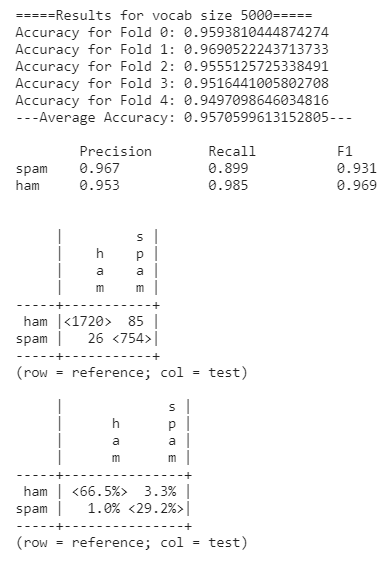 =====Results for vocab size 5000=====
Accuracy for Fold 0: 0.9593810444874274
Accuracy for Fold 1: 0.9690522243713733
Accuracy for Fold 2: 0.9555125725338491
Accuracy for Fold 3: 0.9516441005802708
Accuracy for Fold 4: 0.9497098646034816
---Average Accuracy: 0.9570599613152805---
        Precision        Recall          F1
spam    0.967            0.899           0.931
ham     0.953            0.985           0.969
     |         s |
     |    h    p |
     |    a    a |
     |    m    m |
-----+-----------+
 ham |<1720>  85 |
spam |   26 <754>|
-----+-----------+
(row = reference; col = test)
     |             s |
     |      h      p |
     |      a      a |
     |      m      m |
-----+---------------+
 ham | <66.5%>  3.3% |
spam |   1.0% <29.2%>|
-----+---------------+
(row = reference; col = test)